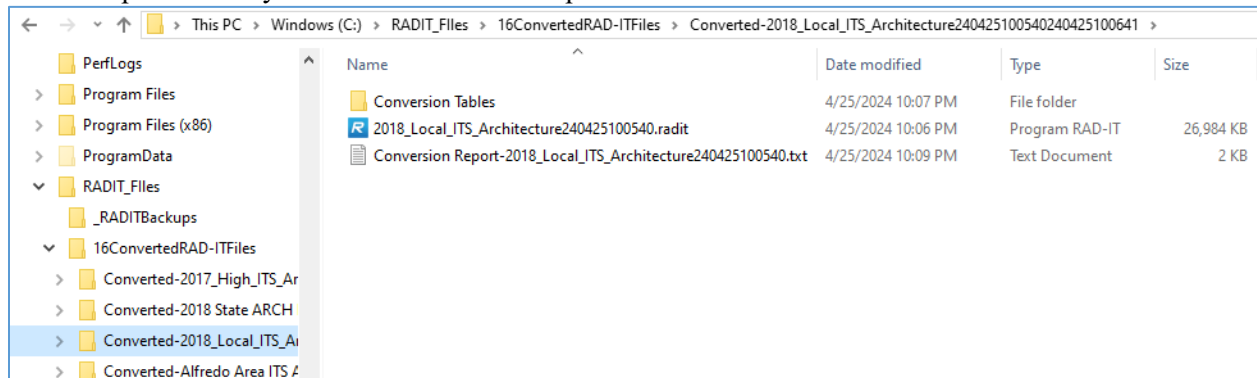 This PC > Windows (C:) > RADIT_FIles > 16ConvertedRAD-ITFiles > Converted-2018_Local_ITS_Architecture240425100540240425100641 >
PerfLogs
Program Files
Program Files (x86)
ProgramData
RADIT_FIles
_RADITBackups
16ConvertedRAD-ITFiles
Converted-2017_High_ITS_Ar
Converted-2018 State ARCH
Converted-2018_Local_ITS_Ar
Converted-Alfredo Area ITS A
Name Date modified Type Size
Conversion Tables 4/25/2024 10:07 PM File folder
2018_Local_ITS_Architecture240425100540.radit 4/25/2024 10:06 PM Program RAD-IT 26,984 KB
Conversion Report-2018_Local_ITS_Architecture240425100540.txt 4/25/2024 10:09 PM Text Document 2 KB